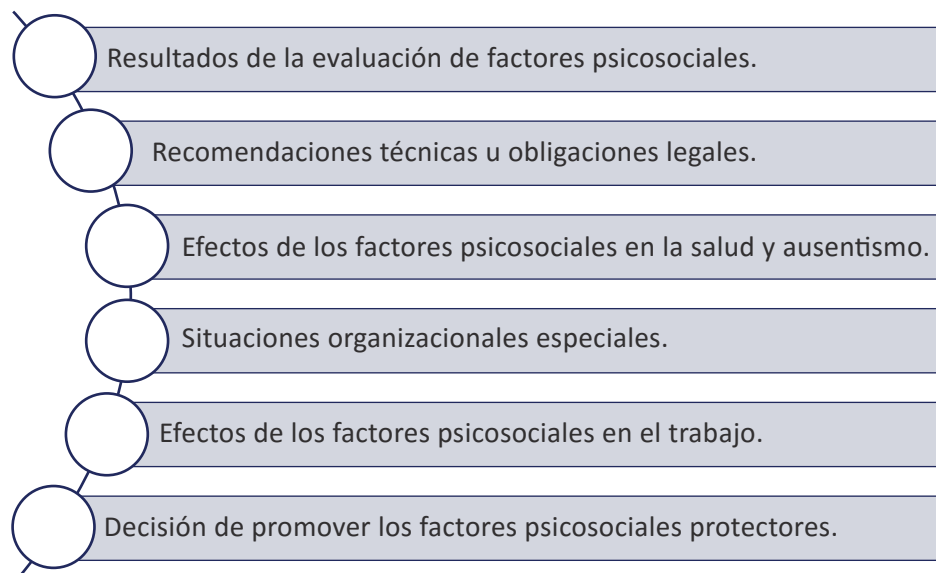 Resultados de la evaluación de factores psicosociales.
Recomendaciones técnicas u obligaciones legales.
Efectos de los factores psicosociales en la salud y ausentismo.
Situaciones organizacionales especiales.
Efectos de los factores psicosociales en el trabajo.
Decisión de promover los factores psicosociales protectores.